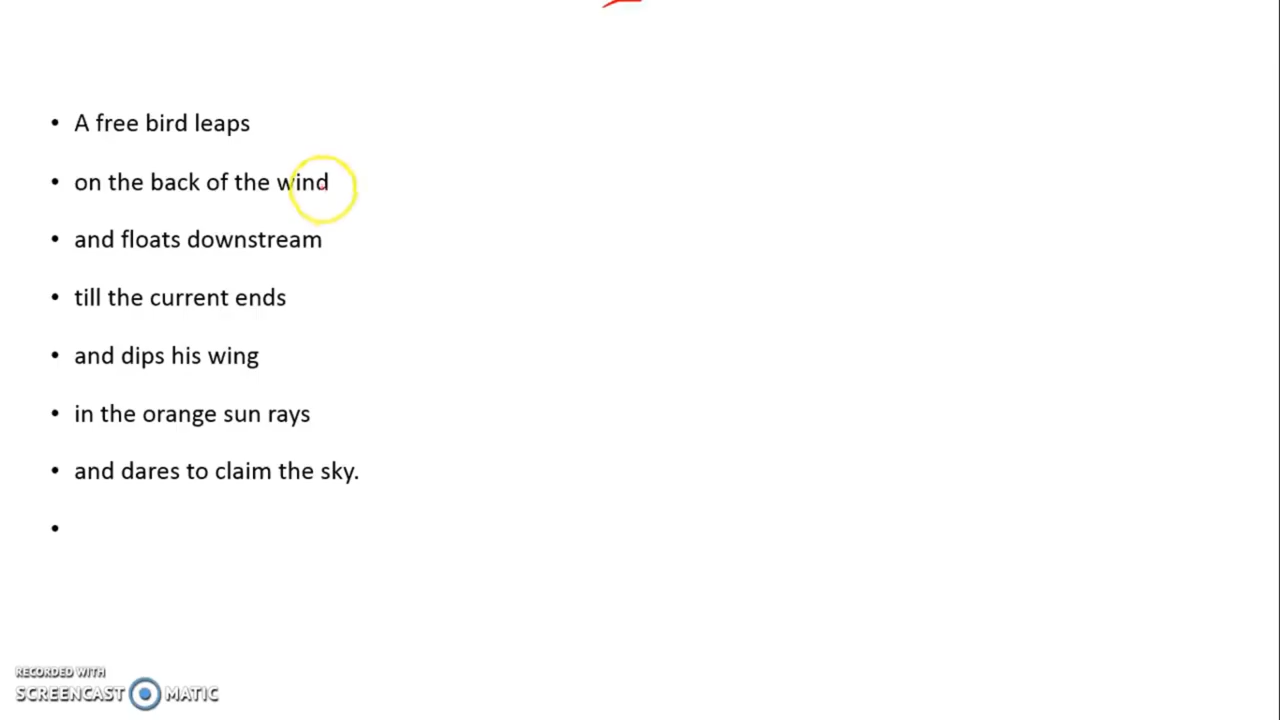 • A free bird leaps
• on the back of the wind
• and floats downstream
• till the current ends
• and dips his wing
• in the orange sun rays
• and dares to claim the sky.
•
RECORDED WITH
SCREENCAST MATIC